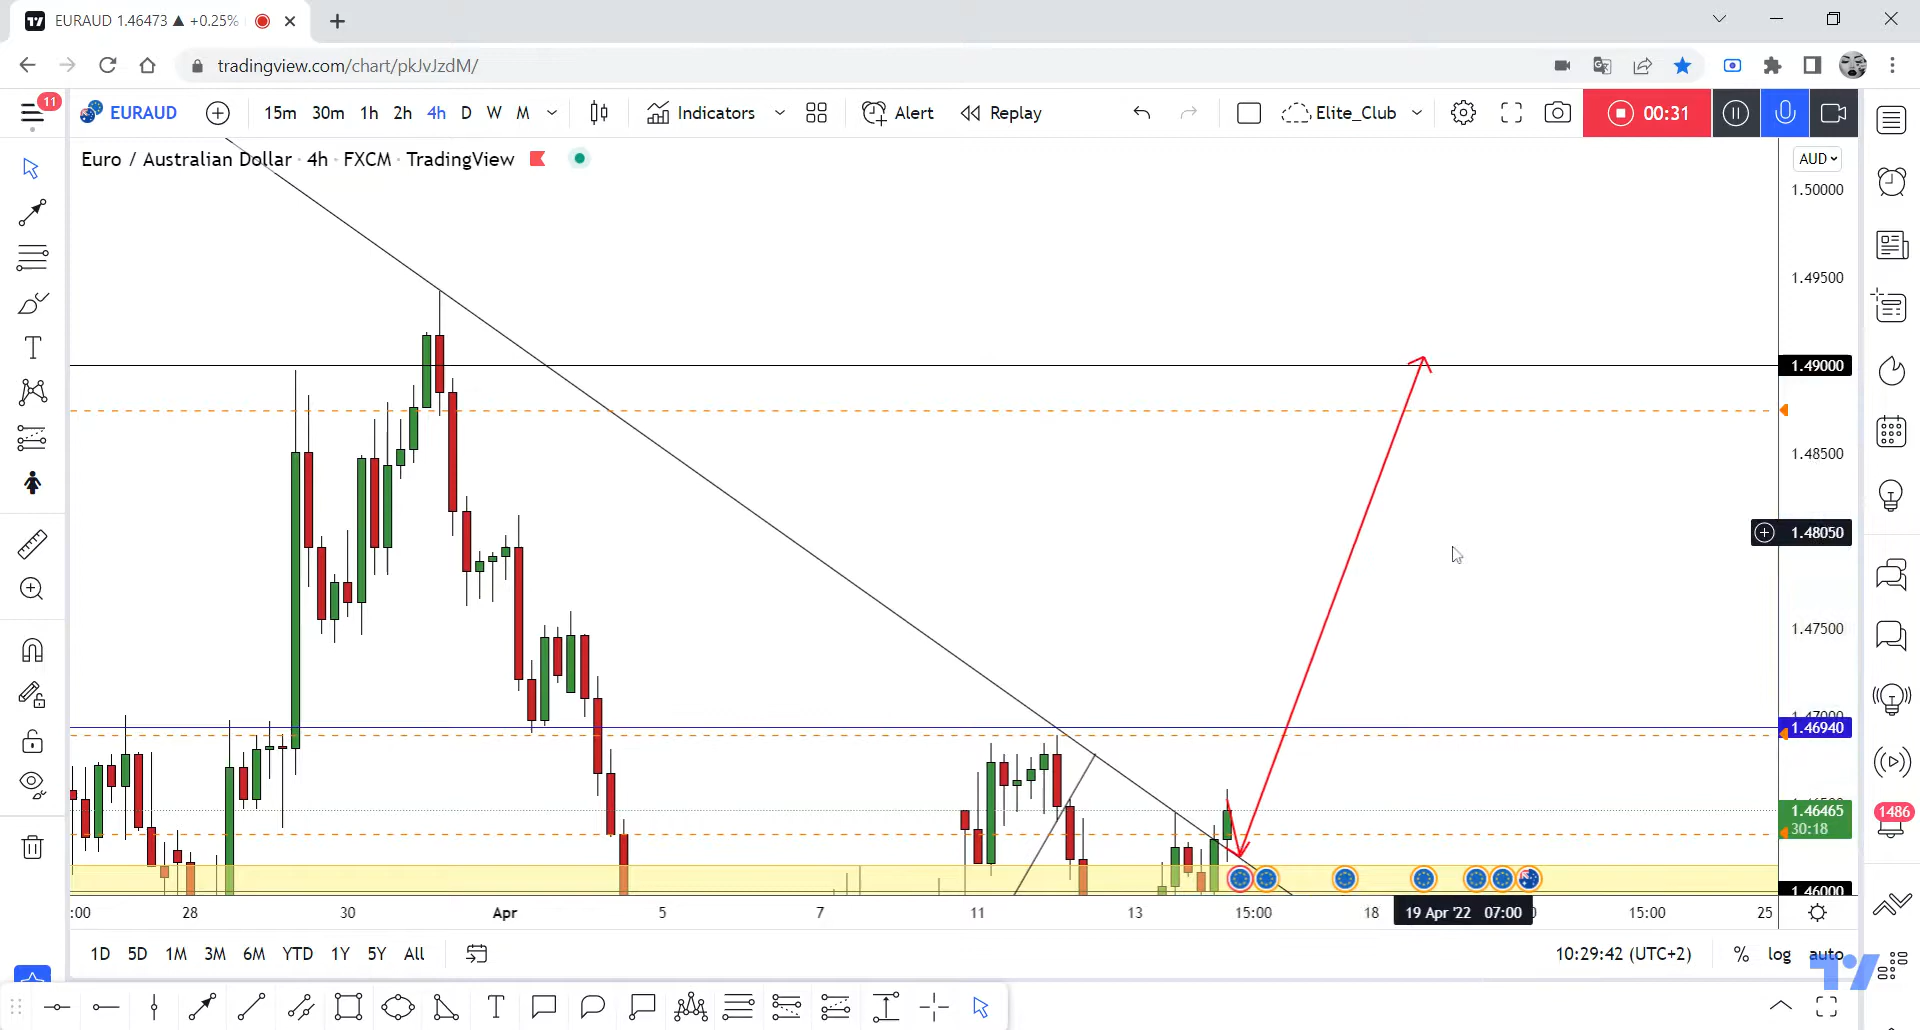 EURAUD 1.46473 ▲ +0.25%
tradingview.com/chart/pkJvJzdM/
11
EURAUD
15m 30m 1h 2h 4h D W M
Indicators
Alert
Replay
Elite_Club
00:31
Euro / Australian Dollar · 4h · FXCM · TradingView
AUD
1.50000
1.49500
1.49000
1.48500
1.48050
1.47500
1.47000
1.46940
1.46465
30:18
1486
1.46000
:00 28 30 Apr 5 7 11 13 15:00 18 19 Apr '22 07:00 15:00 25
1D 5D 1M 3M 6M YTD 1Y 5Y All
10:29:42 (UTC+2) % log auto